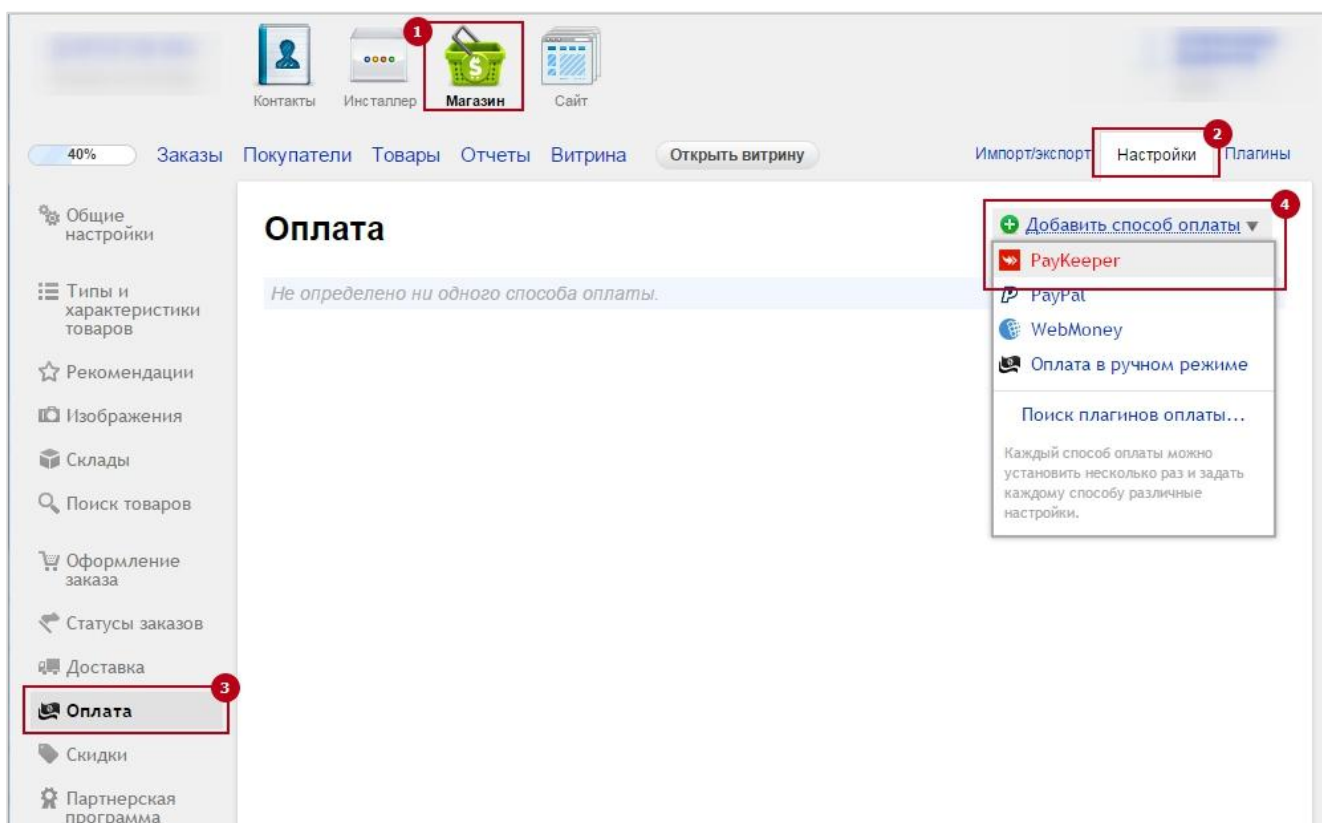 1
Контакты Инсталлер Магазин Сайт
2
40% Заказы Покупатели Товары Отчеты Витрина Открыть витрину Импорт/экспорт Настройки Плагины
Общие
настройки
Оплата
4
Добавить способ оплаты ▼
PayKeeper
Не определено ни одного способа оплаты.
PayPal
WebMoney
Оплата в ручном режиме
Поиск плагинов оплаты...
Каждый способ оплаты можно
установить несколько раз и задать
каждому способу различные
настройки.
Типы и
характеристики
товаров
Рекомендации
Изображения
Склады
Поиск товаров
Оформление
заказа
Статусы заказов
Доставка
3
Оплата
Скидки
Партнерская
программа